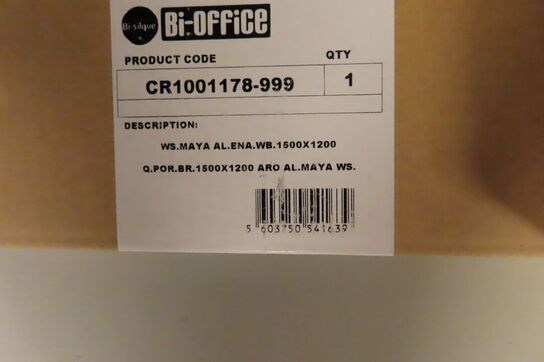 Bi-silque Bi-Office
PRODUCT CODE QTY
CR1001178-999 1
DESCRIPTION:
WS.MAYA AL.ENA.WB.1500X1200
Q.POR.BR.1500X1200 ARO AL.MAYA WS.
5 603750 541639